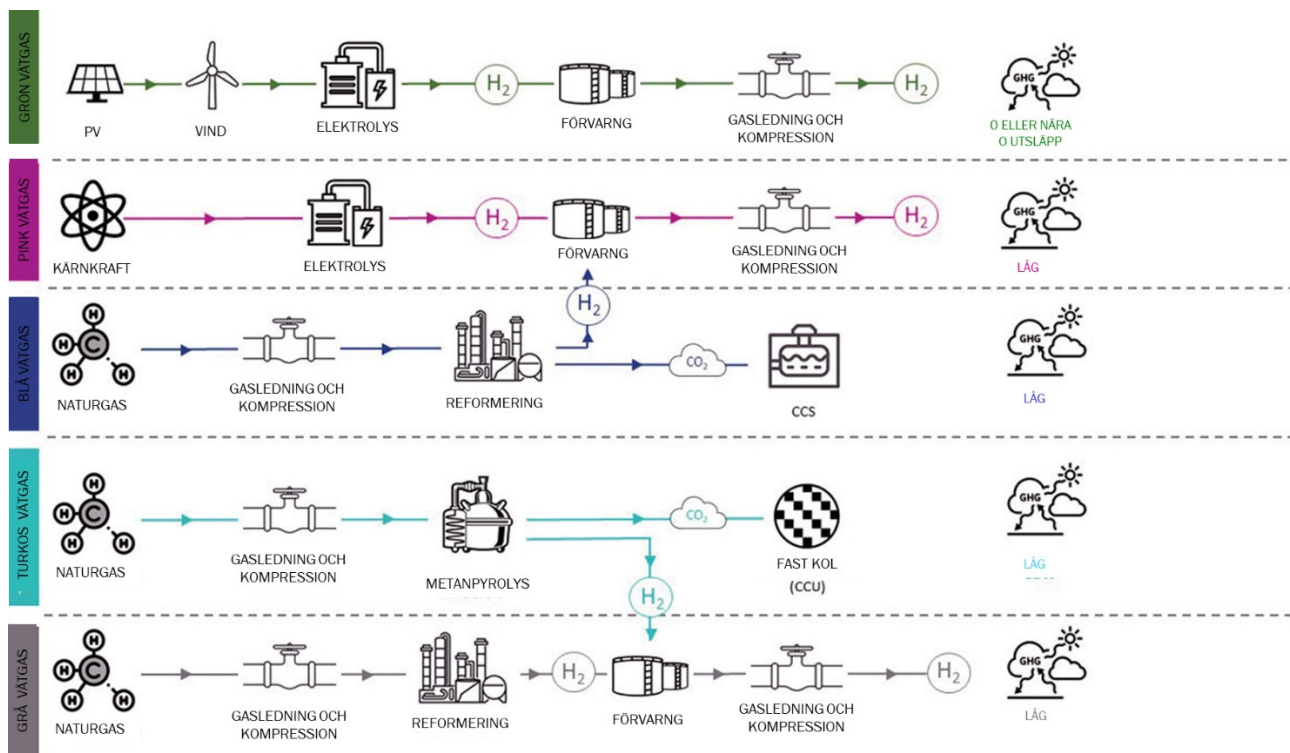 GRÖN VÄTGAS
PV
VIND
ELEKTROLYS
H₂
FÖRVARNG
GASLEDNING OCH
KOMPRESSION
H₂
GHG
0 ELLER NÄRA
0 UTSLÄPP
PINK VÄTGAS
KÄRNKRAFT
ELEKTROLYS
H₂
FÖRVARNG
GASLEDNING OCH
KOMPRESSION
H₂
GHG
LÅG
BLÅ VÄTGAS
H
H
C
H
H
NATURGAS
GASLEDNING OCH
KOMPRESSION
REFORMERING
H₂
CO₂
CCS
GHG
LÅG
TURKOS VÄTGAS
H
H
C
H
H
NATURGAS
GASLEDNING OCH
KOMPRESSION
METANPYROLYS
CO₂
H₂
FAST KOL
(CCU)
GHG
LÅG
GRÅ VÄTGAS
H
H
C
H
H
NATURGAS
GASLEDNING OCH
KOMPRESSION
REFORMERING
H₂
FÖRVARNG
GASLEDNING OCH
KOMPRESSION
H₂
GHG
LÅG